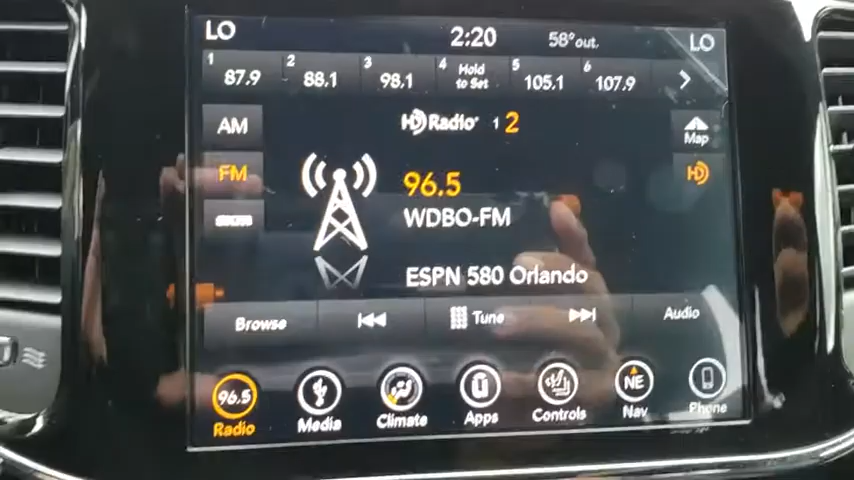 LO 2:20 58°out. LO
1 87.9 2 88.1 3 98.1 4 Hold to Set 5 105.1 6 107.9
AM HD Radio 1 2 Map
FM 96.5 HD
WDBO-FM
ESPN 580 Orlando
Browse Tune Audio
96.5 NE
Radio Media Climate Apps Controls Nav Phone